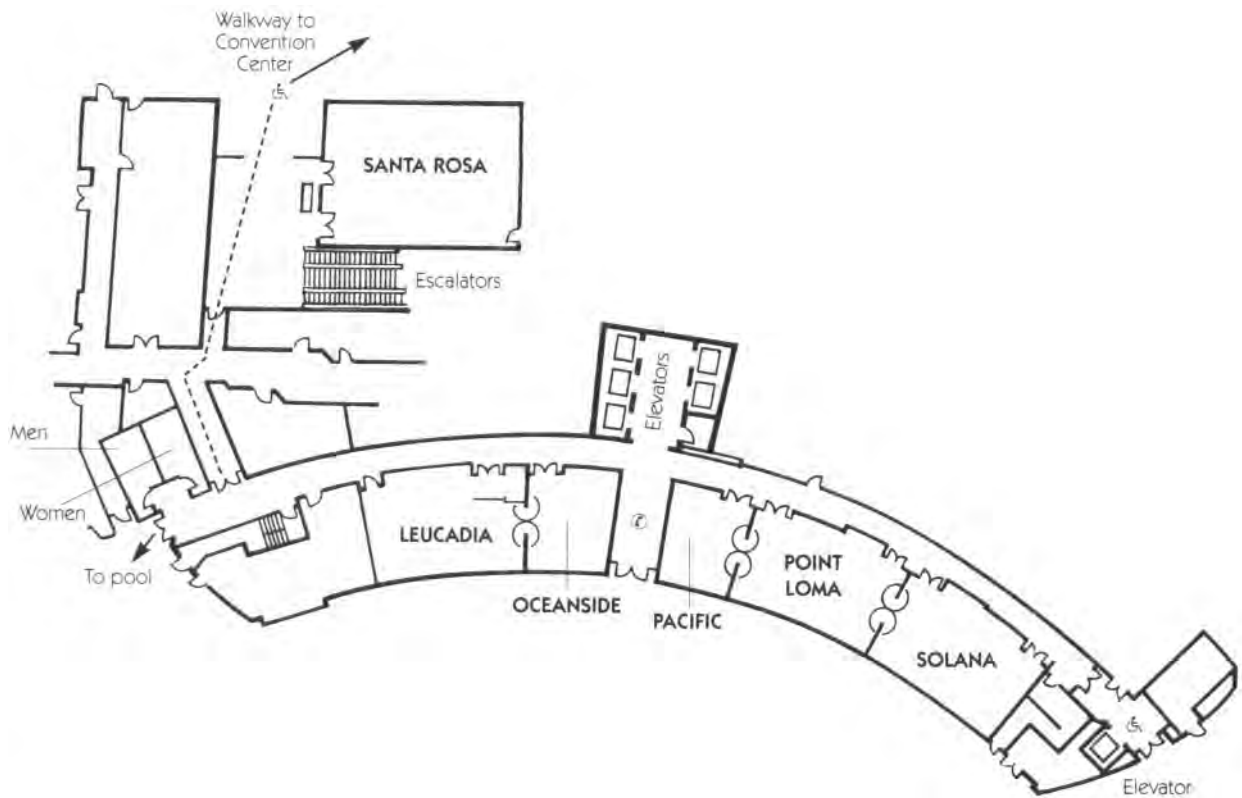 Walkway to
Convention
Center
SANTA ROSA
Escalators
Elevators
Men
Women
To pool
LEUCADIA
OCEANSIDE
PACIFIC
POINT
LOMA
SOLANA
Elevator